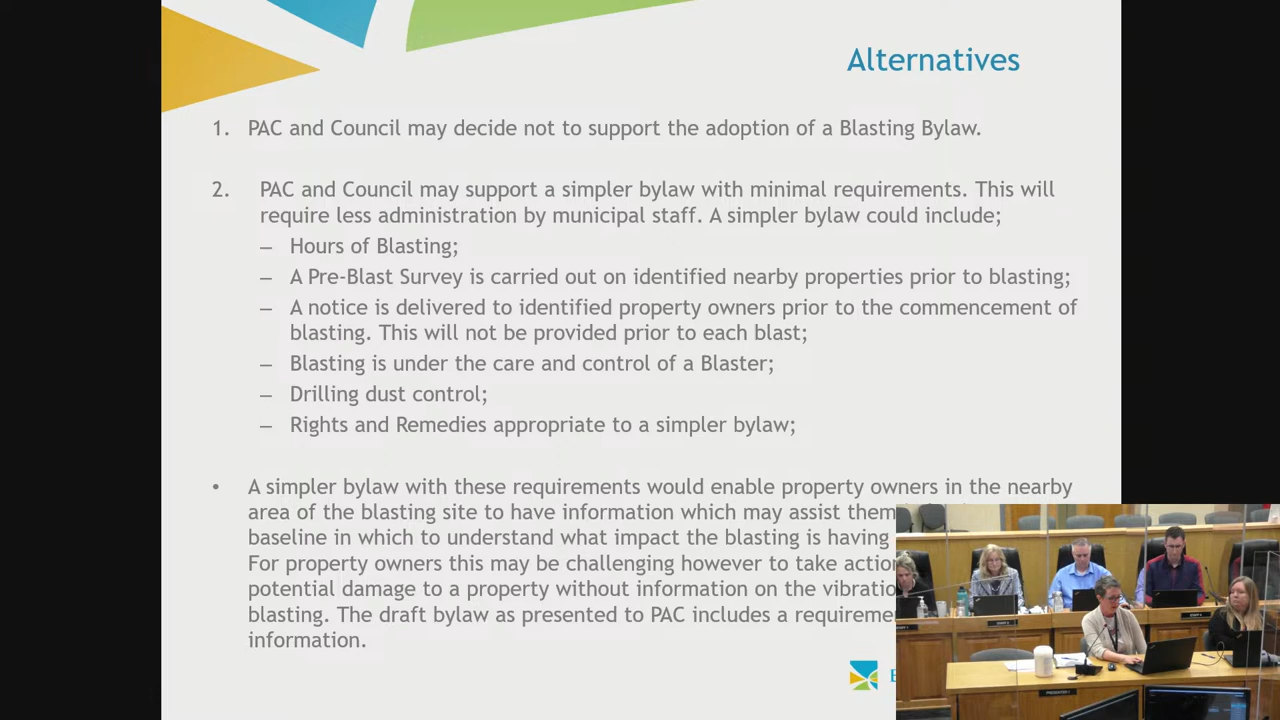 Alternatives
1. PAC and Council may decide not to support the adoption of a Blasting Bylaw.
2. PAC and Council may support a simpler bylaw with minimal requirements. This will
require less administration by municipal staff. A simpler bylaw could include;
– Hours of Blasting;
– A Pre-Blast Survey is carried out on identified nearby properties prior to blasting;
– A notice is delivered to identified property owners prior to the commencement of
blasting. This will not be provided prior to each blast;
– Blasting is under the care and control of a Blaster;
– Drilling dust control;
– Rights and Remedies appropriate to a simpler bylaw;
• A simpler bylaw with these requirements would enable property owners in the nearby
area of the blasting site to have information which may assist them
baseline in which to understand what impact the blasting is having
For property owners this may be challenging however to take action
potential damage to a property without information on the vibratio
blasting. The draft bylaw as presented to PAC includes a requireme
information.
PRESENTER 1